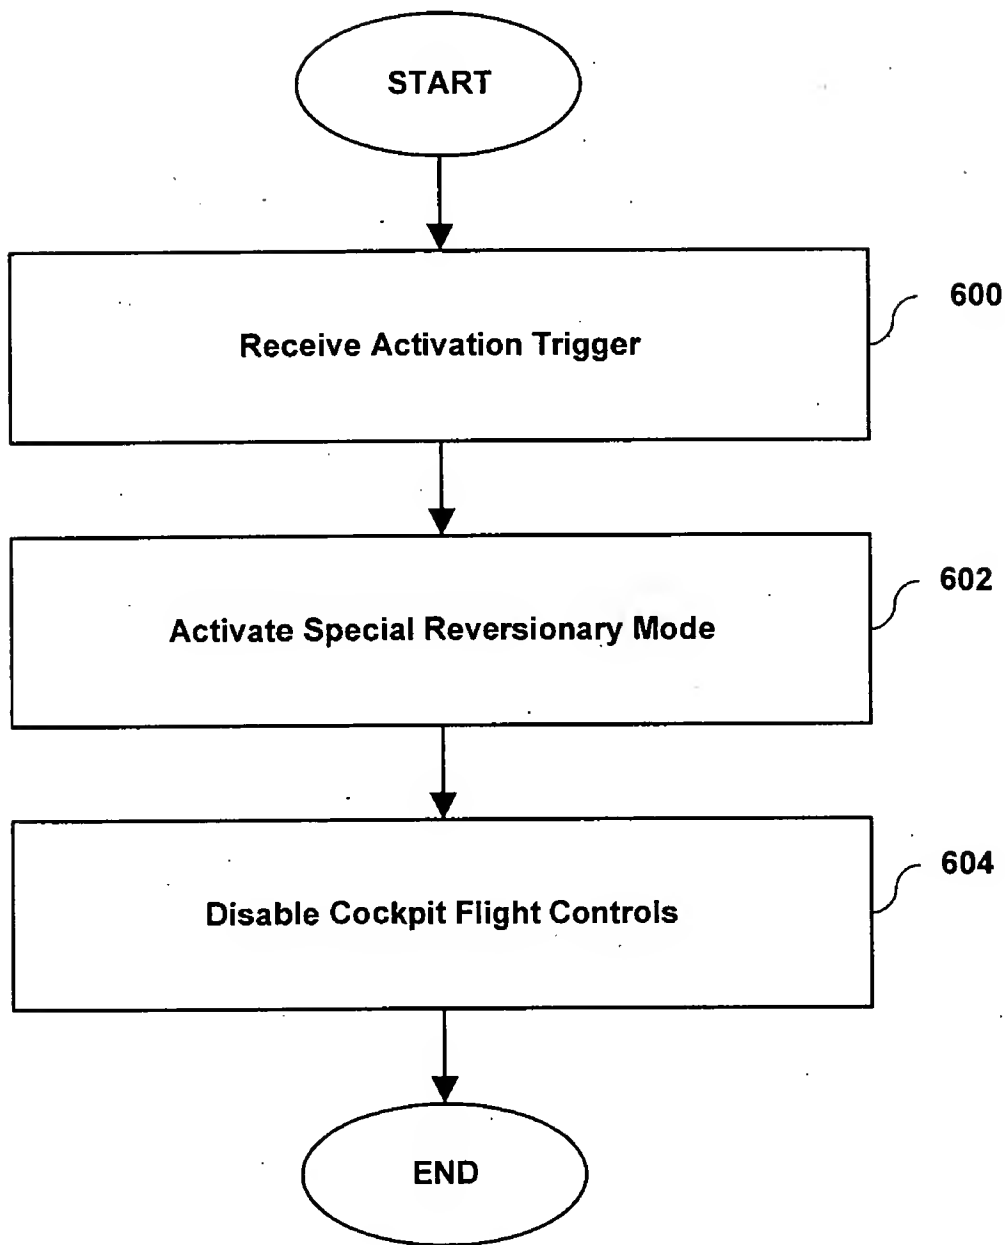 START
Receive Activation Trigger
600
Activate Special Reversionary Mode
602
Disable Cockpit Flight Controls
604
END